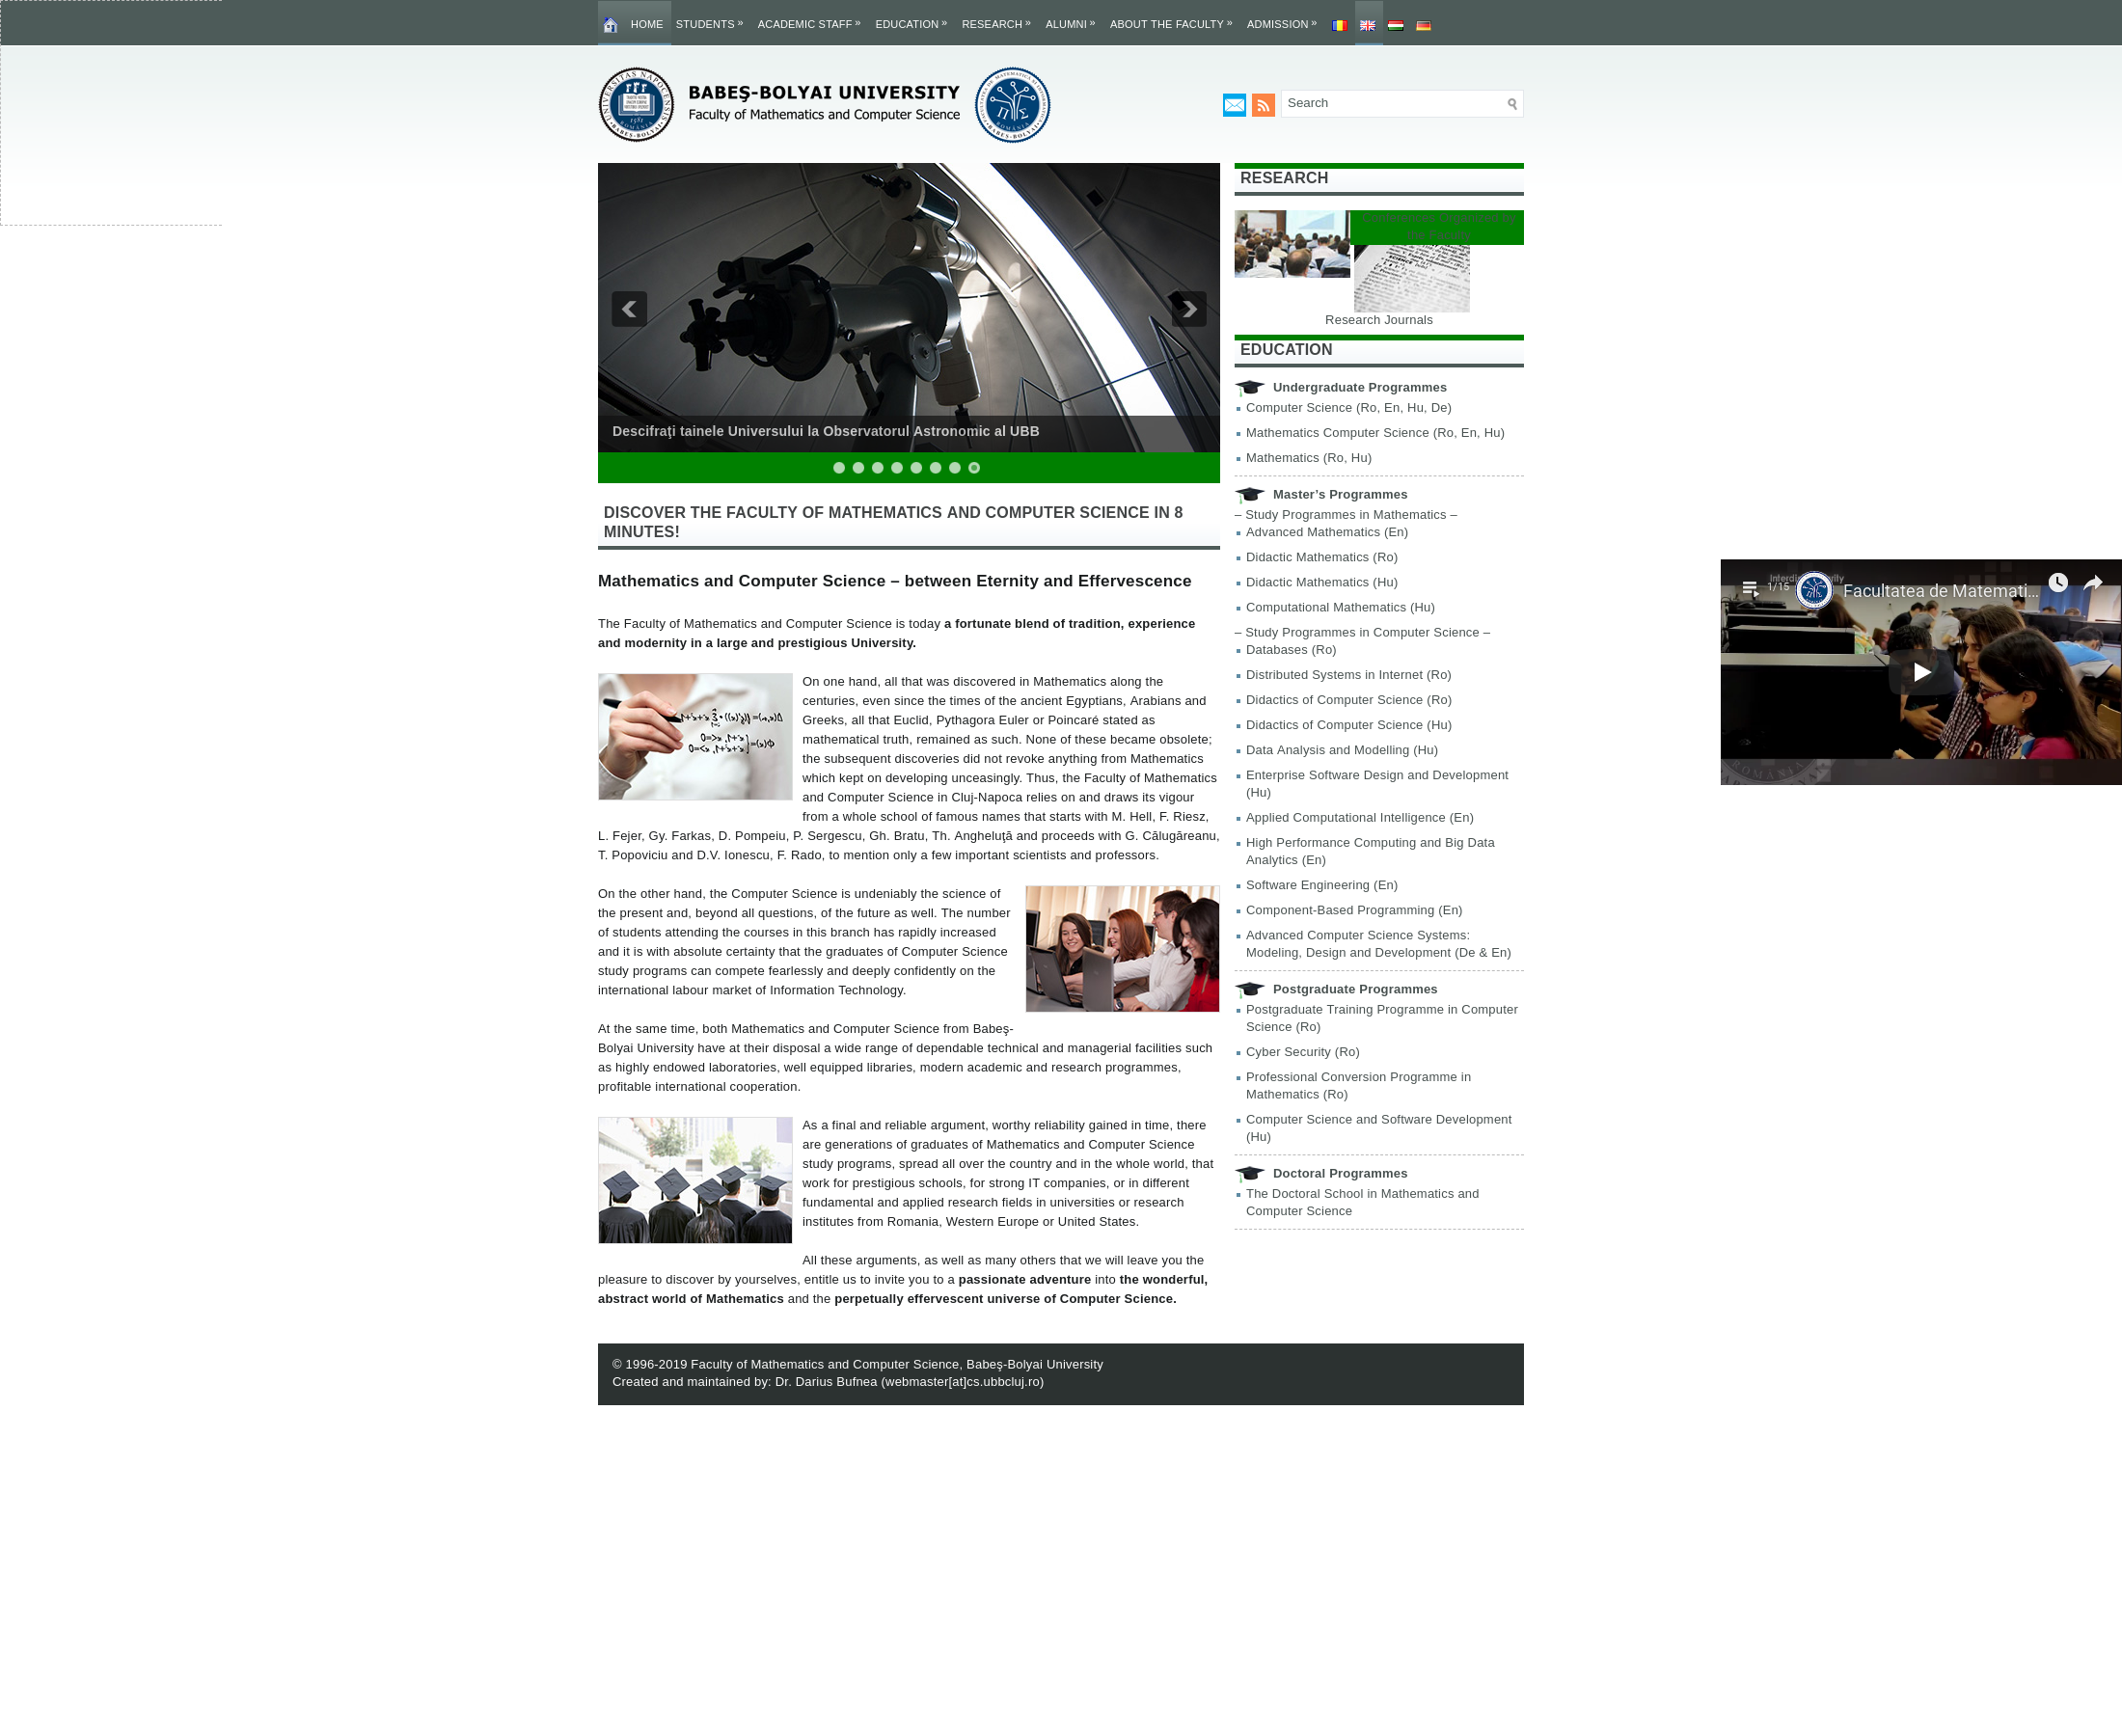 HOME STUDENTS » ACADEMIC STAFF » EDUCATION » RESEARCH » ALUMNI » ABOUT THE FACULTY » ADMISSION »
BABEŞ-BOLYAI UNIVERSITY
Faculty of Mathematics and Computer Science
Search
Descifraţi tainele Universului la Observatorul Astronomic al UBB
DISCOVER THE FACULTY OF MATHEMATICS AND COMPUTER SCIENCE IN 8
MINUTES!
Mathematics and Computer Science – between Eternity and Effervescence
The Faculty of Mathematics and Computer Science is today a fortunate blend of tradition, experience
and modernity in a large and prestigious University.
On one hand, all that was discovered in Mathematics along the
centuries, even since the times of the ancient Egyptians, Arabians and
Greeks, all that Euclid, Pythagora Euler or Poincaré stated as
mathematical truth, remained as such. None of these became obsolete;
the subsequent discoveries did not revoke anything from Mathematics
which kept on developing unceasingly. Thus, the Faculty of Mathematics
and Computer Science in Cluj-Napoca relies on and draws its vigour
from a whole school of famous names that starts with M. Hell, F. Riesz,
L. Fejer, Gy. Farkas, D. Pompeiu, P. Sergescu, Gh. Bratu, Th. Angheluţă and proceeds with G. Călugăreanu,
T. Popoviciu and D.V. Ionescu, F. Rado, to mention only a few important scientists and professors.
On the other hand, the Computer Science is undeniably the science of
the present and, beyond all questions, of the future as well. The number
of students attending the courses in this branch has rapidly increased
and it is with absolute certainty that the graduates of Computer Science
study programs can compete fearlessly and deeply confidently on the
international labour market of Information Technology.
At the same time, both Mathematics and Computer Science from Babeş-
Bolyai University have at their disposal a wide range of dependable technical and managerial facilities such
as highly endowed laboratories, well equipped libraries, modern academic and research programmes,
profitable international cooperation.
As a final and reliable argument, worthy reliability gained in time, there
are generations of graduates of Mathematics and Computer Science
study programs, spread all over the country and in the whole world, that
work for prestigious schools, for strong IT companies, or in different
fundamental and applied research fields in universities or research
institutes from Romania, Western Europe or United States.
All these arguments, as well as many others that we will leave you the
pleasure to discover by yourselves, entitle us to invite you to a passionate adventure into the wonderful,
abstract world of Mathematics and the perpetually effervescent universe of Computer Science.
RESEARCH
Research Journals
EDUCATION
Undergraduate Programmes
Computer Science (Ro, En, Hu, De)
Mathematics Computer Science (Ro, En, Hu)
Mathematics (Ro, Hu)
Master’s Programmes
– Study Programmes in Mathematics –
Advanced Mathematics (En)
Didactic Mathematics (Ro)
Didactic Mathematics (Hu)
Computational Mathematics (Hu)
– Study Programmes in Computer Science –
Databases (Ro)
Distributed Systems in Internet (Ro)
Didactics of Computer Science (Ro)
Didactics of Computer Science (Hu)
Data Analysis and Modelling (Hu)
Enterprise Software Design and Development
(Hu)
Applied Computational Intelligence (En)
High Performance Computing and Big Data
Analytics (En)
Software Engineering (En)
Component-Based Programming (En)
Advanced Computer Science Systems:
Modeling, Design and Development (De & En)
Postgraduate Programmes
Postgraduate Training Programme in Computer
Science (Ro)
Cyber Security (Ro)
Professional Conversion Programme in
Mathematics (Ro)
Computer Science and Software Development
(Hu)
Doctoral Programmes
The Doctoral School in Mathematics and
Computer Science
1/15
Facultatea de Matemati...
© 1996-2019 Faculty of Mathematics and Computer Science, Babeş-Bolyai University
Created and maintained by: Dr. Darius Bufnea (webmaster[at]cs.ubbcluj.ro)